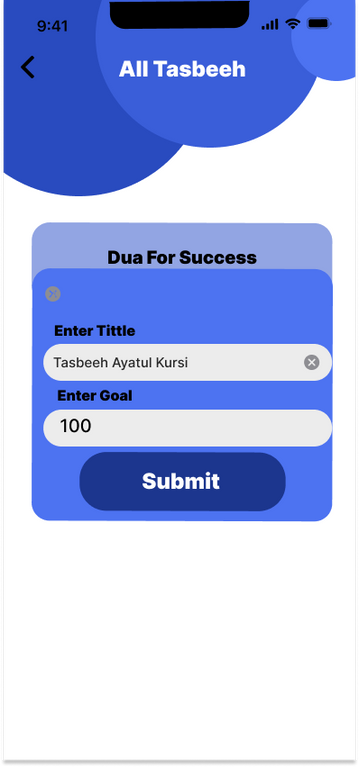 9:41
All Tasbeeh
Dua For Success
Enter Tittle
Tasbeeh Ayatul Kursi
Enter Goal
100
Submit